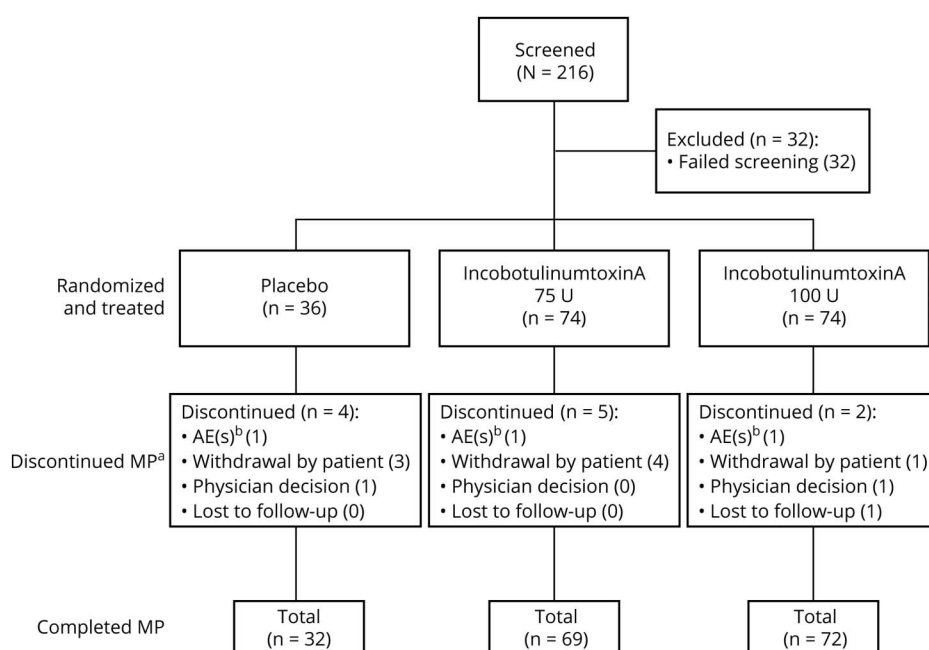 Screened
(N = 216)
Excluded (n = 32):
• Failed screening (32)
Randomized
and treated
Placebo
(n = 36)
IncobotulinumtoxinA
75 U
(n = 74)
IncobotulinumtoxinA
100 U
(n = 74)
Discontinued MPa
Discontinued (n = 4):
• AE(s)b (1)
• Withdrawal by patient (3)
• Physician decision (1)
• Lost to follow-up (0)
Discontinued (n = 5):
• AE(s)b (1)
• Withdrawal by patient (4)
• Physician decision (0)
• Lost to follow-up (0)
Discontinued (n = 2):
• AE(s)b (1)
• Withdrawal by patient (1)
• Physician decision (1)
• Lost to follow-up (1)
Completed MP
Total
(n = 32)
Total
(n = 69)
Total
(n = 72)